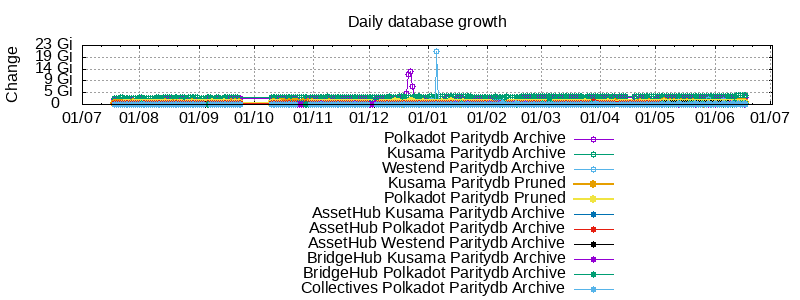 Daily database growth
Change
23 Gi
19 Gi
14 Gi
9 Gi
5 Gi
0
01/07 01/08 01/09 01/10 01/11 01/12 01/01 01/02 01/03 01/04 01/05 01/06 01/07
Polkadot Paritydb Archive
Kusama Paritydb Archive
Westend Paritydb Archive
Kusama Paritydb Pruned
Polkadot Paritydb Pruned
AssetHub Kusama Paritydb Archive
AssetHub Polkadot Paritydb Archive
AssetHub Westend Paritydb Archive
BridgeHub Kusama Paritydb Archive
BridgeHub Polkadot Paritydb Archive
Collectives Polkadot Paritydb Archive